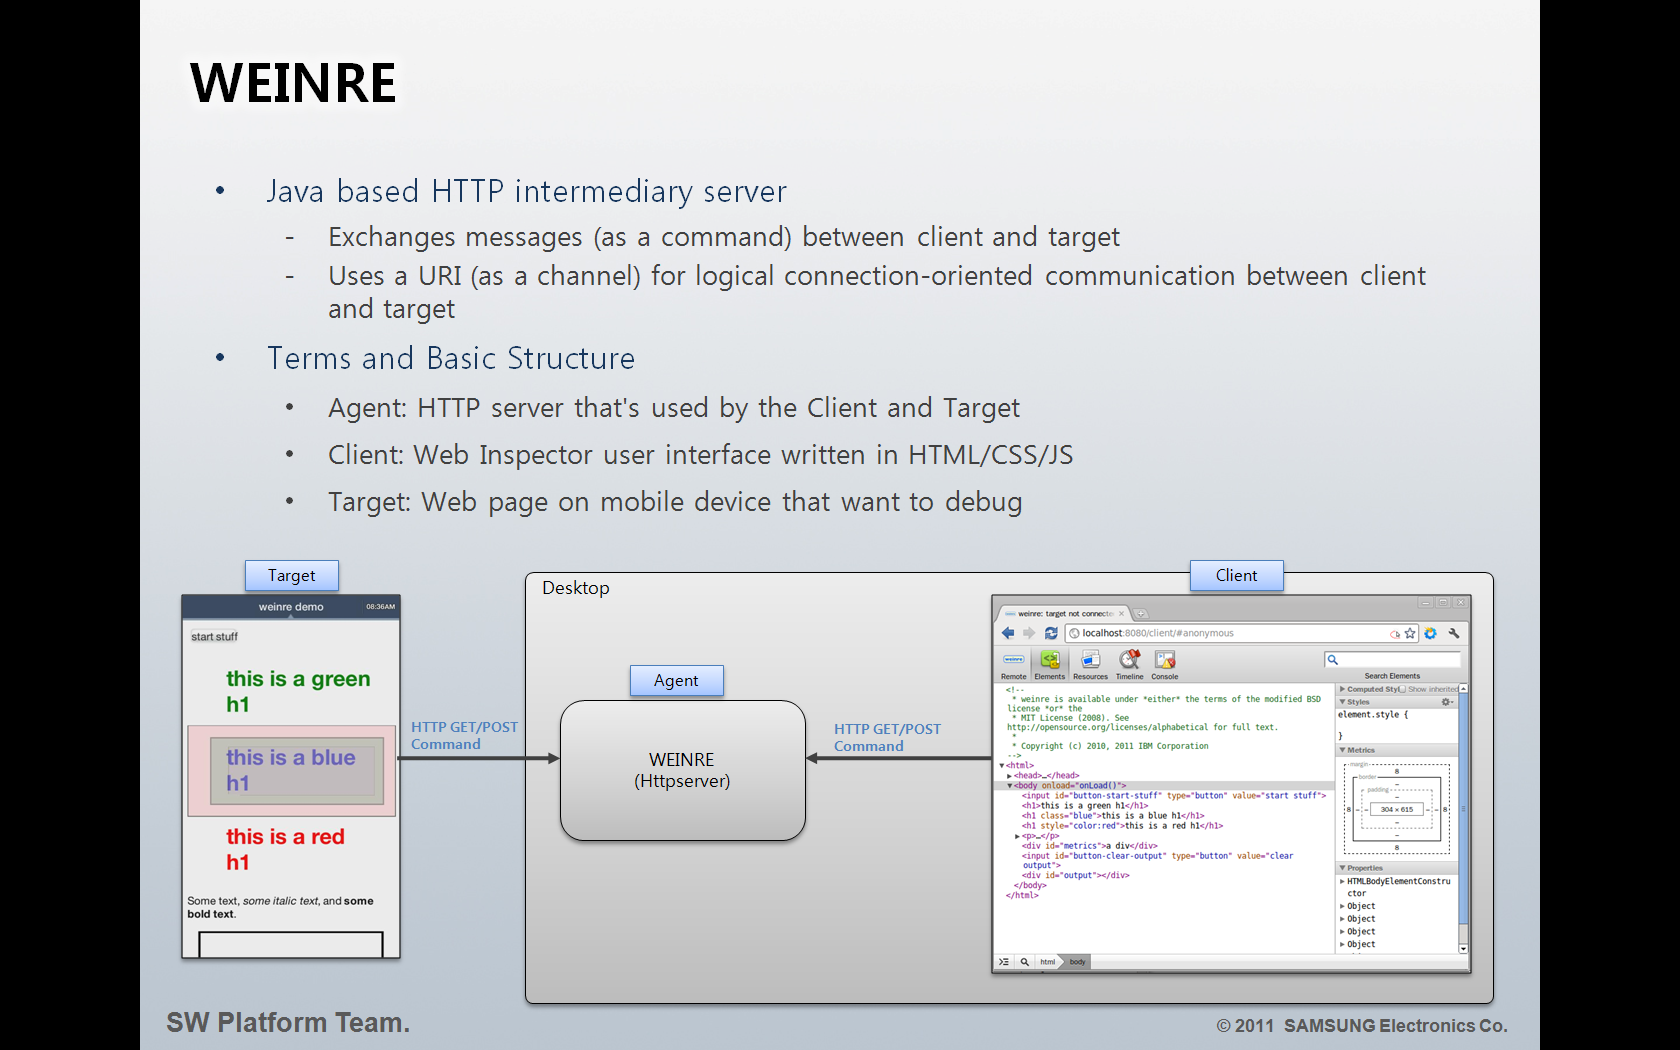 WEINRE
• Java based HTTP intermediary server
- Exchanges messages (as a command) between client and target
- Uses a URI (as a channel) for logical connection-oriented communication between client
and target
• Terms and Basic Structure
• Agent: HTTP server that's used by the Client and Target
• Client: Web Inspector user interface written in HTML/CSS/JS
• Target: Web page on mobile device that want to debug
Target
weinre demo 08:36AM
start stuff
this is a green
h1
this is a blue
h1
this is a red
h1
Some text, some italic text, and some
bold text.
HTTP GET/POST
Command
Desktop
Agent
WEINRE
(Httpserver)
HTTP GET/POST
Command
Client
weinre: target not connecte
localhost:8080/client/#anonymous
weinre
Remote Elements Resources Timeline Console
Search Elements
<!--
* weinre is available under *either* the terms of the modified BSD
license *or* the
* MIT License (2008). See
http://opensource.org/licenses/alphabetical for full text.
*
* Copyright (c) 2010, 2011 IBM Corporation
-->
▼<html>
▶<head>…</head>
▼<body onload="onLoad()">
<input id="button-start-stuff" type="button" value="start stuff">
<h1>this is a green h1</h1>
<h1 class="blue">this is a blue h1</h1>
<h1 style="color:red">this is a red h1</h1>
▶<p>…</p>
<div id="metrics">a div</div>
<input id="button-clear-output" type="button" value="clear
output">
<div id="output"></div>
</body>
</html>
▶ Computed Styl Show inherited
▼ Styles
element.style {
}
▼ Metrics
margin
8
border
–
padding
–
8 – – 304 × 615 – – 8
–
–
8
▼ Properties
▶ HTMLBodyElementConstru
ctor
▶ Object
▶ Object
▶ Object
▶ Object
html body
SW Platform Team.
© 2011 SAMSUNG Electronics Co.